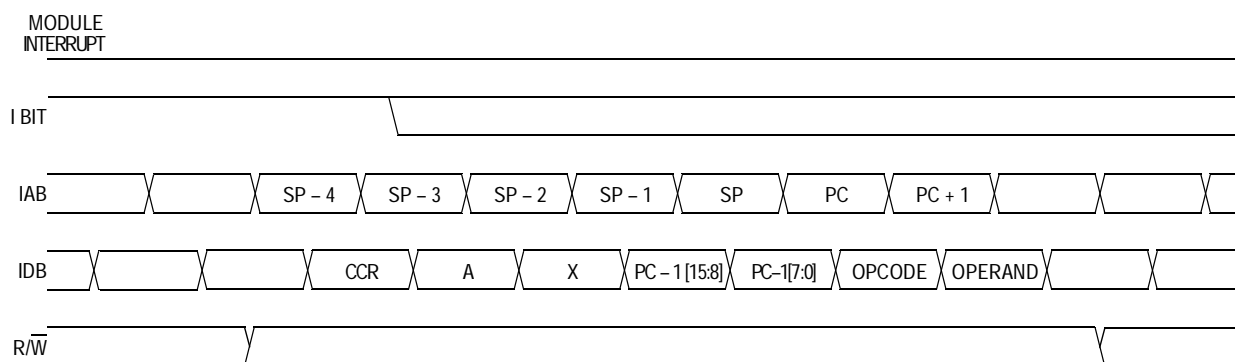 MODULE
INTERRUPT
I BIT
IAB SP – 4 SP – 3 SP – 2 SP – 1 SP PC PC + 1
IDB CCR A X PC – 1 [15:8] PC–1[7:0] OPCODE OPERAND
R/W̅